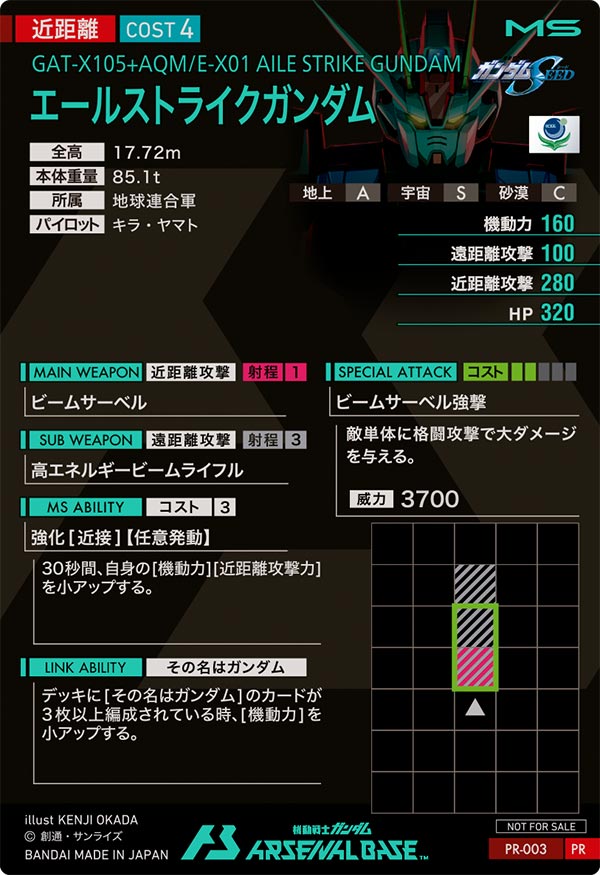 近距離 COST 4
MS
GAT-X105+AQM/E-X01 AILE STRIKE GUNDAM
エールストライクガンダム
ガンダムSEED
全高 17.72m
本体重量 85.1t
所属 地球連合軍
パイロット キラ・ヤマト
地上 A 宇宙 S 砂漠 C
機動力 160
遠距離攻撃 100
近距離攻撃 280
HP 320
MAIN WEAPON 近距離攻撃 射程 1
ビームサーベル
SUB WEAPON 遠距離攻撃 射程 3
高エネルギービームライフル
MS ABILITY コスト 3
強化[近接]【任意発動】
30秒間、自身の[機動力][近距離攻撃力]
を小アップする。
LINK ABILITY その名はガンダム
デッキに[その名はガンダム]のカードが
3枚以上編成されている時、[機動力]を
小アップする。
SPECIAL ATTACK コスト
ビームサーベル強撃
敵単体に格闘攻撃で大ダメージ
を与える。
威力 3700
illust KENJI OKADA
© 創通・サンライズ
BANDAI MADE IN JAPAN
機動戦士ガンダム
ARSENAL BASE™
NOT FOR SALE
PR-003 PR